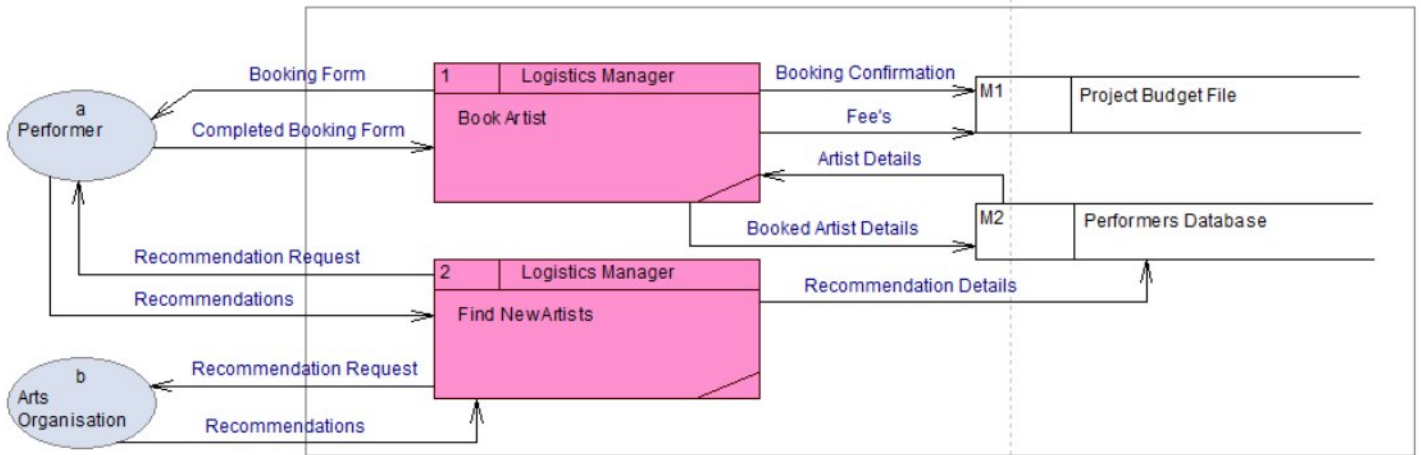 Booking Form
1
Logistics Manager
Booking Confirmation
M1
Project Budget File
a
Performer
Completed Booking Form
Book Artist
Fee's
Artist Details
M2
Performers Database
Booked Artist Details
Recommendation Request
2
Logistics Manager
Recommendation Details
Recommendations
Find New Artists
b
Arts
Organisation
Recommendation Request
Recommendations